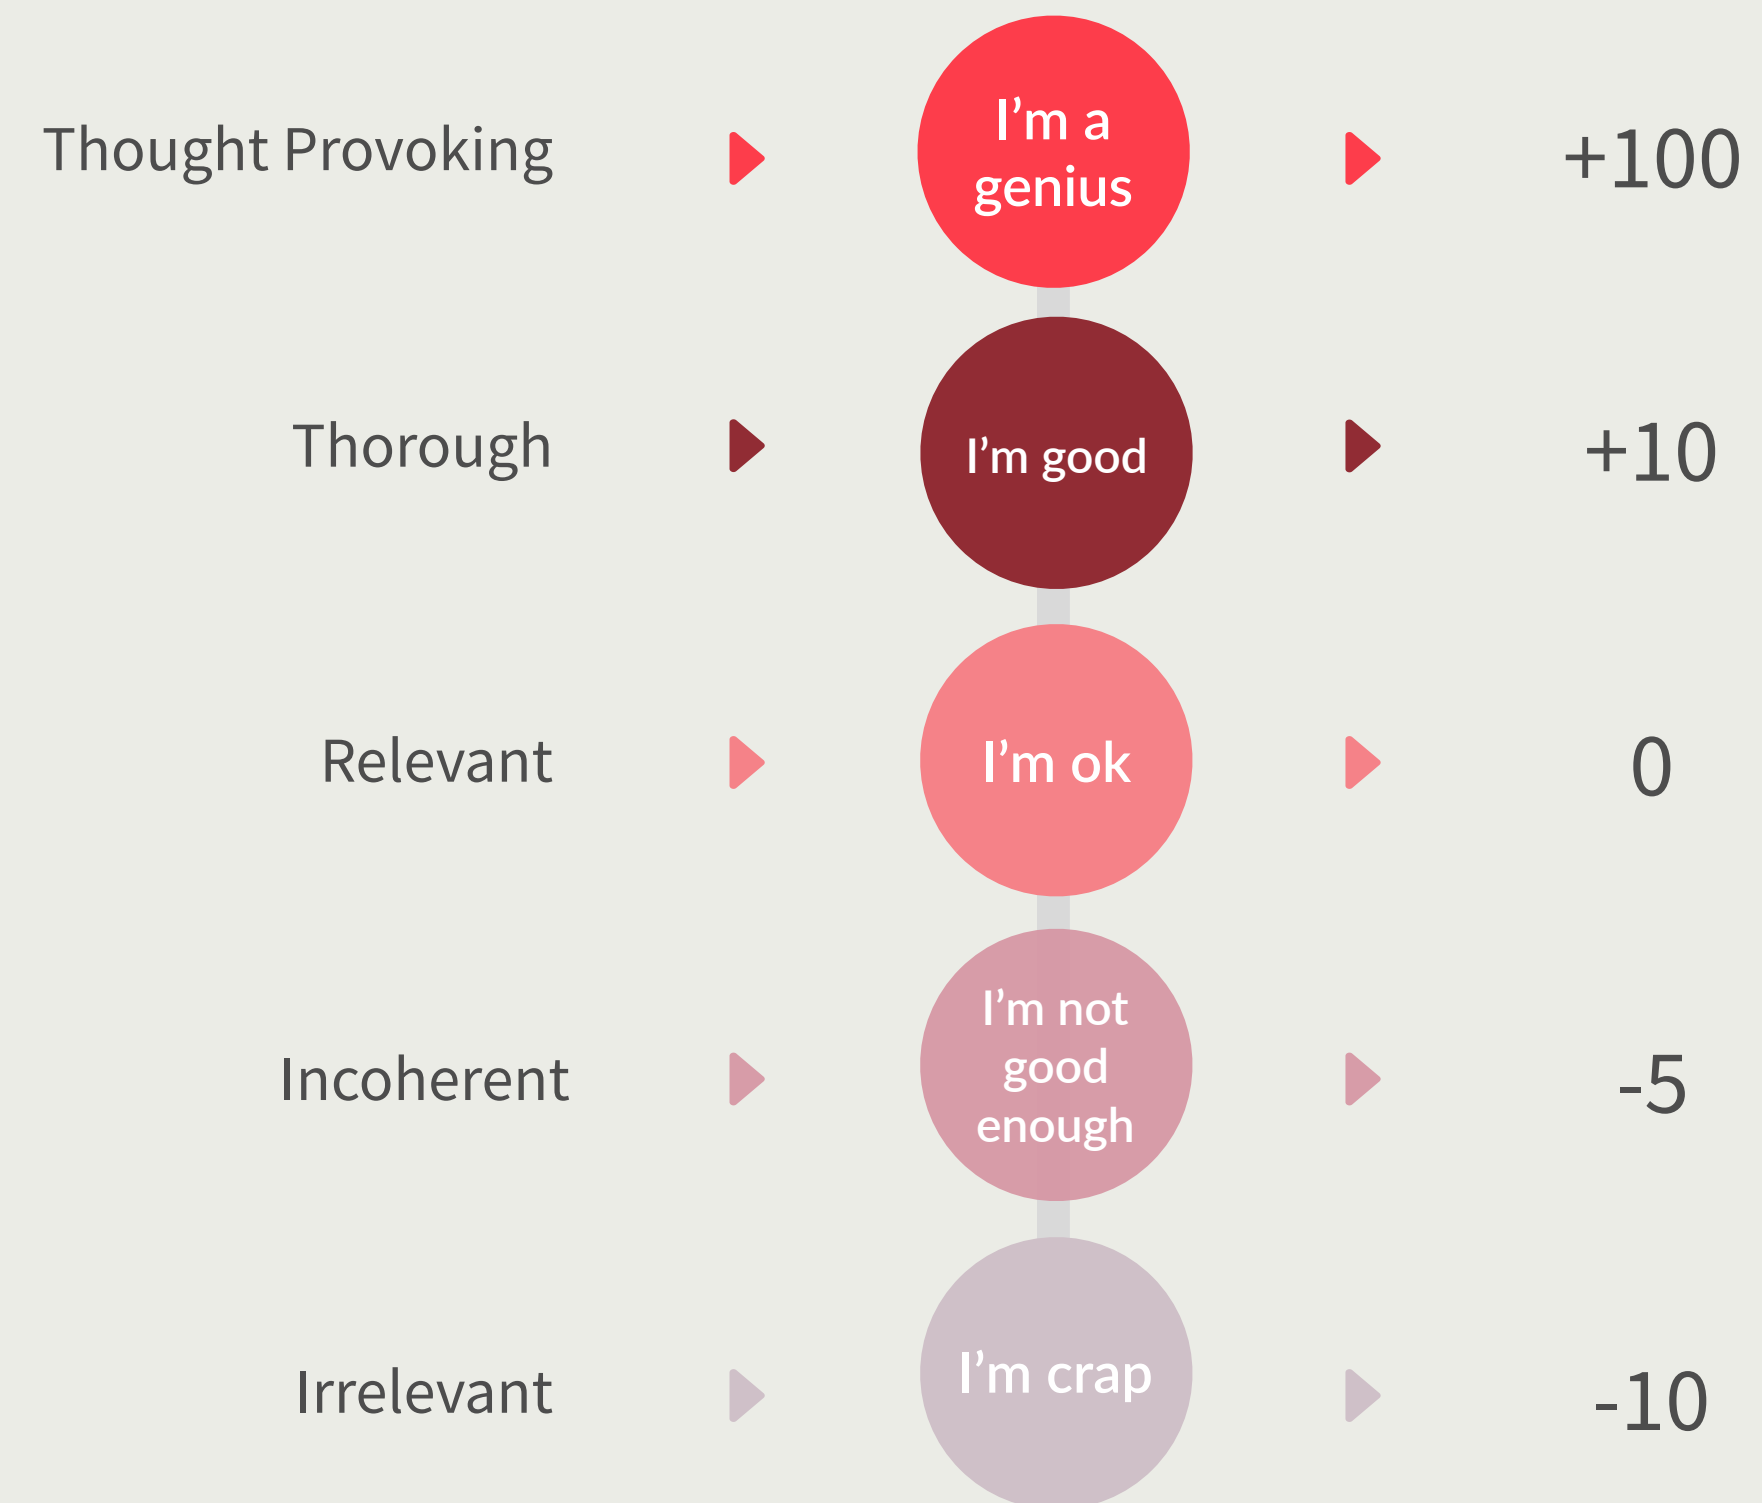 Thought Provoking
I’m a
genius
+100
Thorough
I’m good
+10
Relevant
I’m ok
0
Incoherent
I’m not
good
enough
-5
Irrelevant
I’m crap
-10